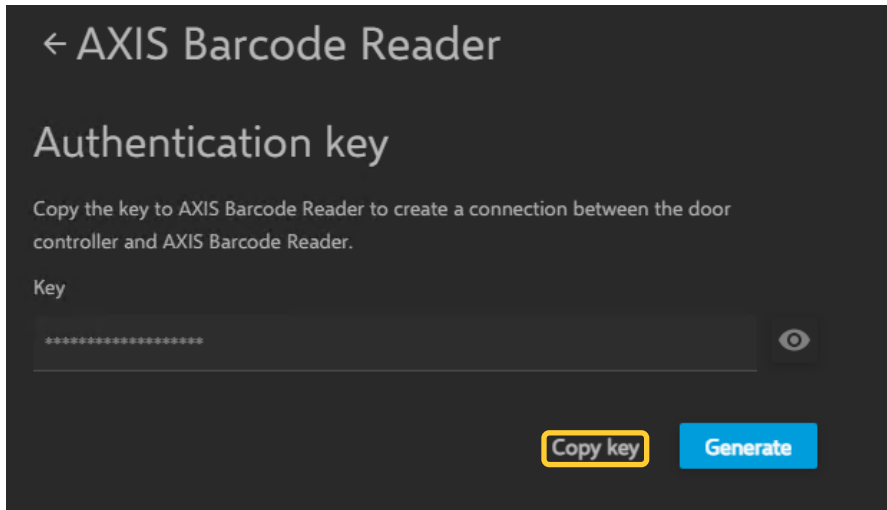 ← AXIS Barcode Reader
Authentication key
Copy the key to AXIS Barcode Reader to create a connection between the door
controller and AXIS Barcode Reader.
Key
*******************
Copy key
Generate